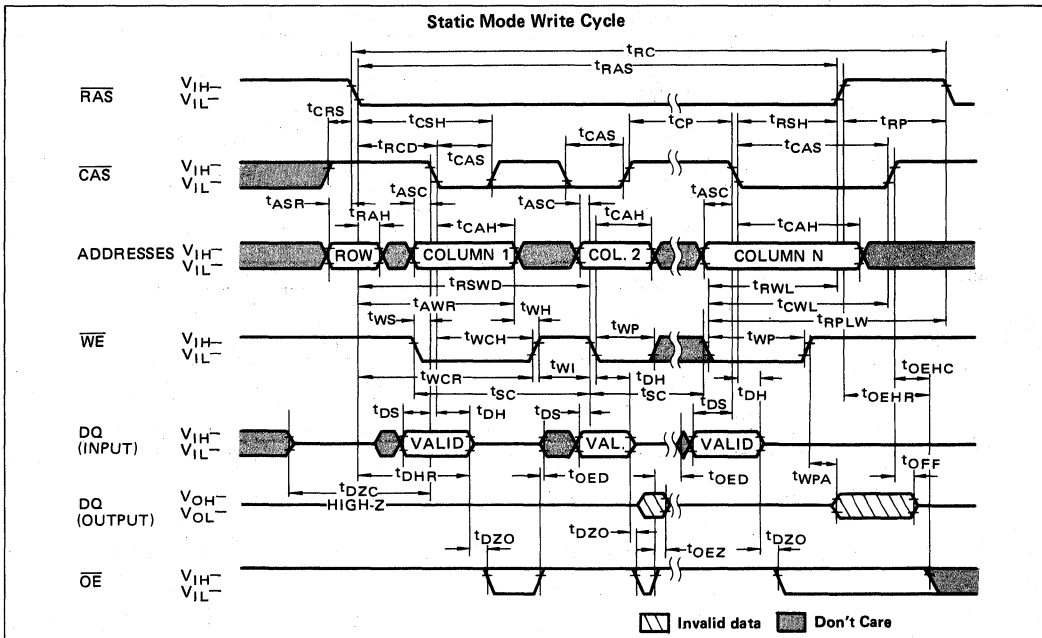 Static Mode Write Cycle
tRC
tRAS
RAS VIH–
VIL–
tCRS tCSH tCP tRSH tRP
tRCD tCAS tCAS tCAS
CAS VIH–
VIL–
tASR tRAH tASC tASC tASC
tCAH tCAH tCAH
ADDRESSES VIH–
VIL–
ROW COLUMN 1 COL. 2 COLUMN N
tRSWD tRWL
tAWR tCWL
tWS tWH tRPLW
WE VIH–
VIL–
tWCH tWP tWP
tWCR tWI tDH tOEHC
tSC tSC tDH tOEHR
tDS tDH tDS tDS
DQ
(INPUT)
VIH–
VIL–
VALID VAL VALID
tDHR tOED tOED tWPA tOFF
tDZC
HIGH-Z
DQ
(OUTPUT)
VOH–
VOL–
tDZO tDZO tOEZ tDZO
OE VIH–
VIL–
Invalid data Don't Care